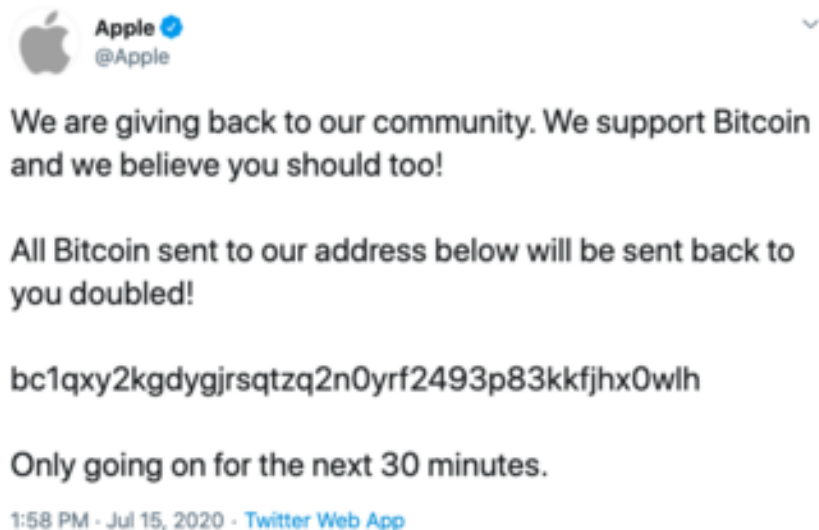 Apple
@Apple
We are giving back to our community. We support Bitcoin
and we believe you should too!
All Bitcoin sent to our address below will be sent back to
you doubled!
bc1qxy2kgdygjrsqtzq2n0yrf2493p83kkfjhx0wlh
Only going on for the next 30 minutes.
1:58 PM · Jul 15, 2020 · Twitter Web App